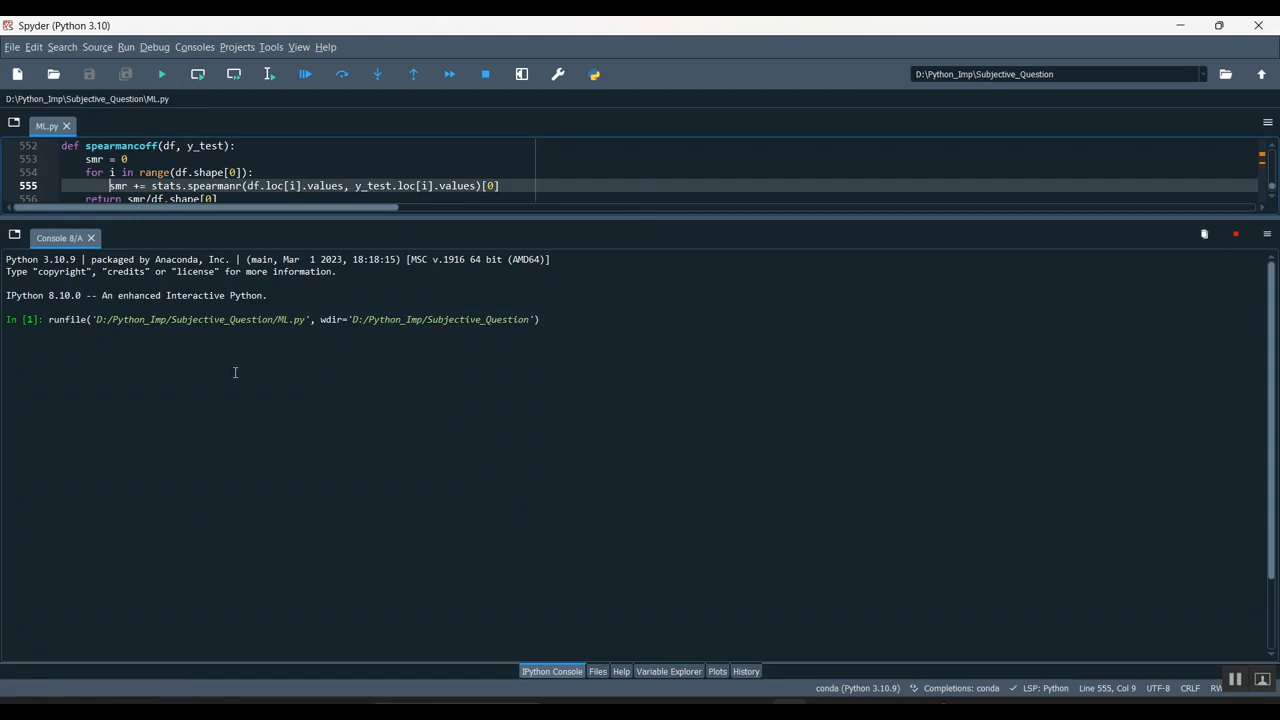 Spyder (Python 3.10)
File Edit Search Source Run Debug Consoles Projects Tools View Help
D:\Python_Imp\Subjective_Question
D:\Python_Imp\Subjective_Question\ML.py
ML.py
552 def spearmancoff(df, y_test):
553 smr = 0
554 for i in range(df.shape[0]):
555 smr += stats.spearmanr(df.loc[i].values, y_test.loc[i].values)[0]
556 return smr/df.shape[0]
Console 8/A
Python 3.10.9 | packaged by Anaconda, Inc. | (main, Mar 1 2023, 18:18:15) [MSC v.1916 64 bit (AMD64)]
Type "copyright", "credits" or "license" for more information.
IPython 8.10.0 -- An enhanced Interactive Python.
In [1]: runfile('D:/Python_Imp/Subjective_Question/ML.py', wdir='D:/Python_Imp/Subjective_Question')
IPython Console Files Help Variable Explorer Plots History
conda (Python 3.10.9) Completions: conda LSP: Python Line 555, Col 9 UTF-8 CRLF RW